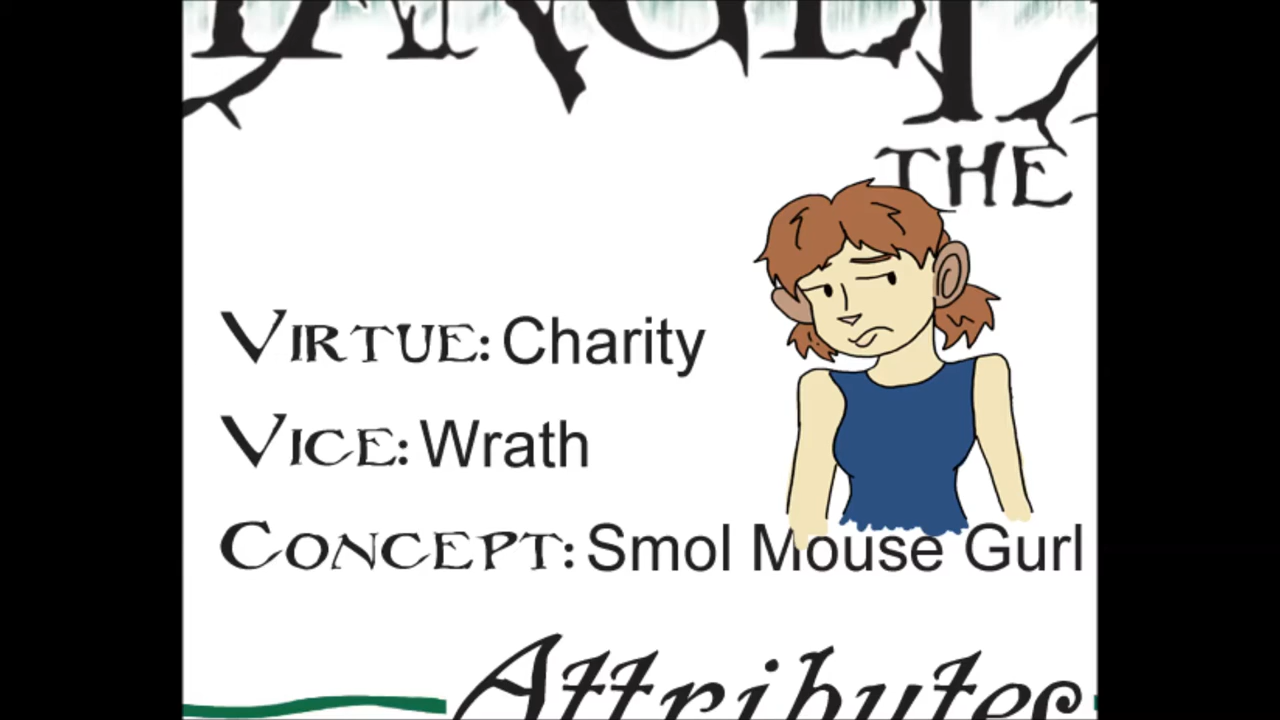 THE
VIRTUE: Charity
VICE: Wrath
CONCEPT: Smol Mouse Gurl
Attributes